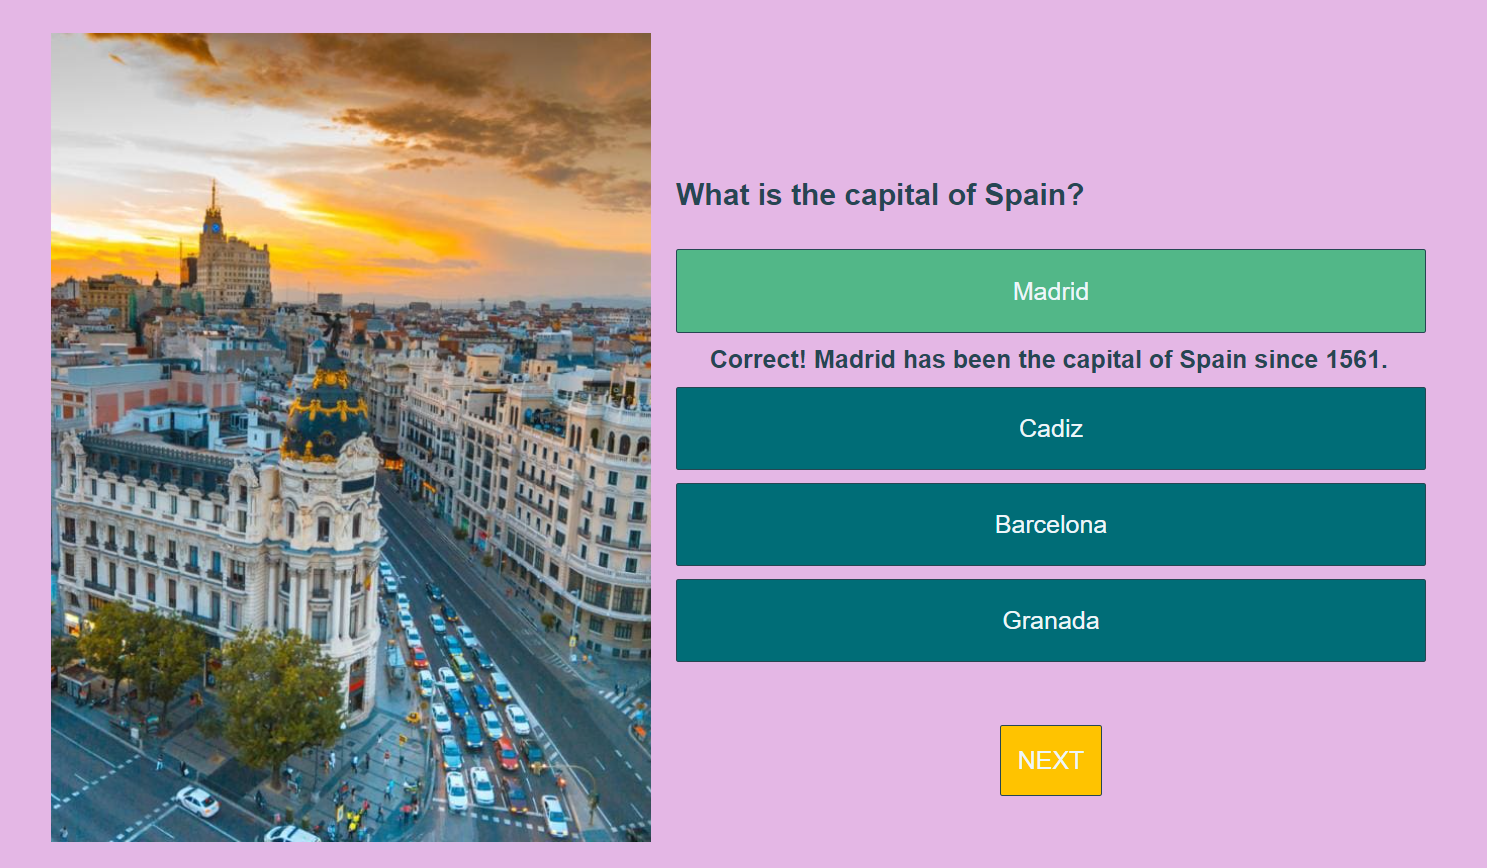 What is the capital of Spain?
Madrid
Correct! Madrid has been the capital of Spain since 1561.
Cadiz
Barcelona
Granada
NEXT